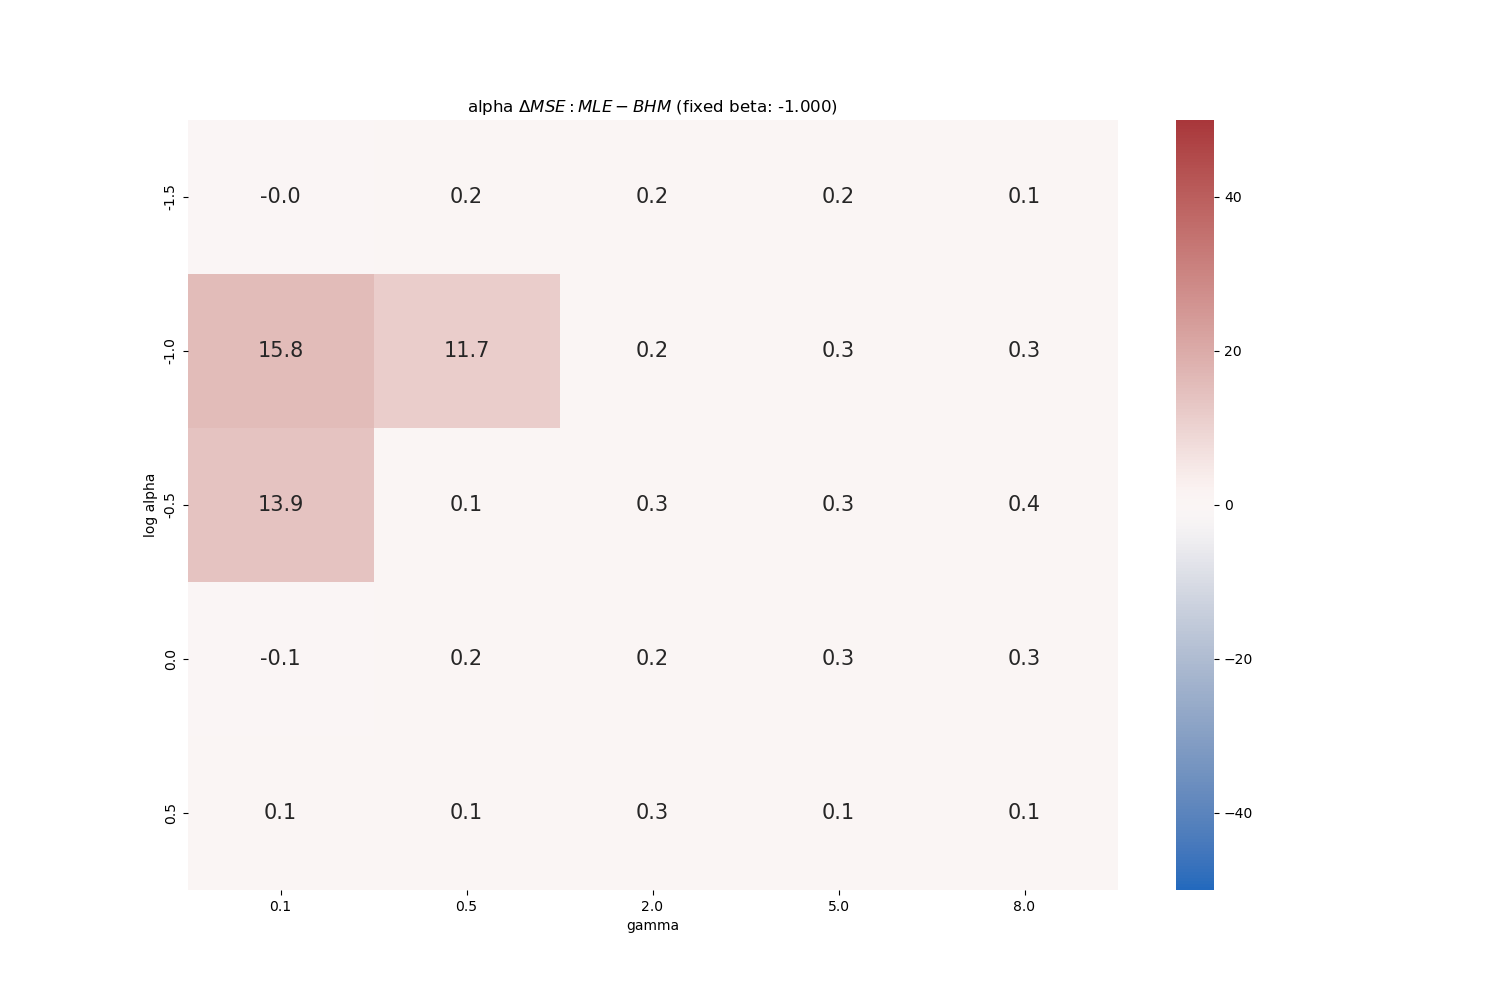 alpha ΔMSE : MLE − BHM (fixed beta: -1.000)
-1.5 -0.0 0.2 0.2 0.2 0.1
-1.0 15.8 11.7 0.2 0.3 0.3
-0.5 13.9 0.1 0.3 0.3 0.4
0.0 -0.1 0.2 0.2 0.3 0.3
0.5 0.1 0.1 0.3 0.1 0.1
log alpha
0.1 0.5 2.0 5.0 8.0
gamma
40
20
0
−20
−40